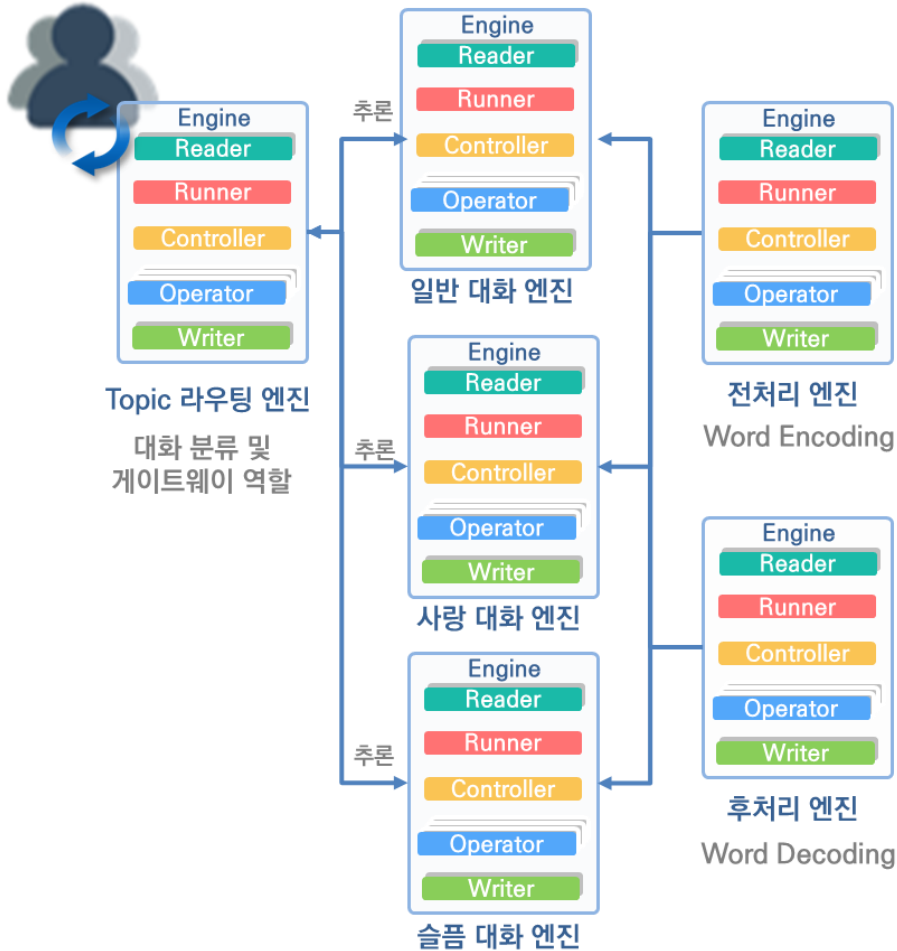 Engine
Reader
Runner
Controller
Operator
Writer
Topic 라우팅 엔진
대화 분류 및
게이트웨이 역할
추론
Engine
Reader
Runner
Controller
Operator
Writer
일반 대화 엔진
추론
Engine
Reader
Runner
Controller
Operator
Writer
사랑 대화 엔진
추론
Engine
Reader
Runner
Controller
Operator
Writer
슬픔 대화 엔진
Engine
Reader
Runner
Controller
Operator
Writer
전처리 엔진
Word Encoding
Engine
Reader
Runner
Controller
Operator
Writer
후처리 엔진
Word Decoding